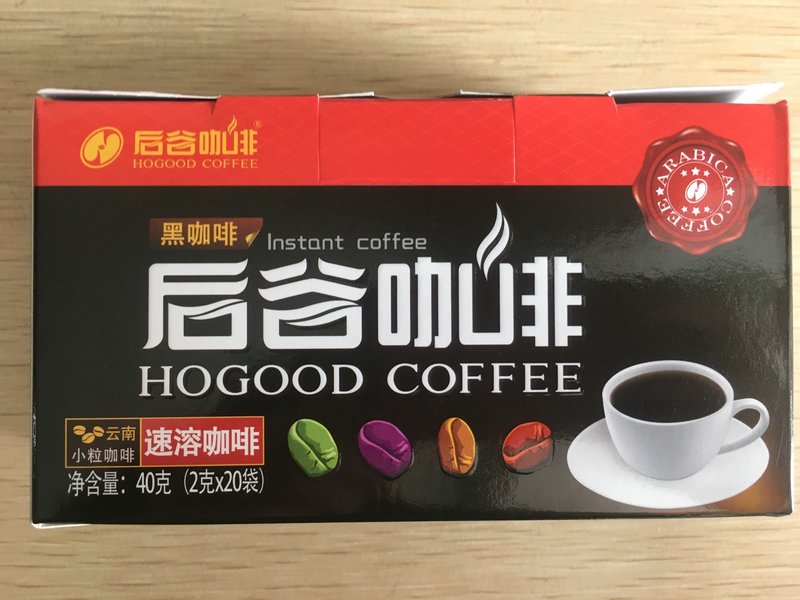 后谷咖啡®
HOGOOD COFFEE
ARABICA
COFFEE
黑咖啡
Instant coffee
后谷咖啡
HOGOOD COFFEE
云南
小粒咖啡
速溶咖啡
净含量：40克（2克x20袋）